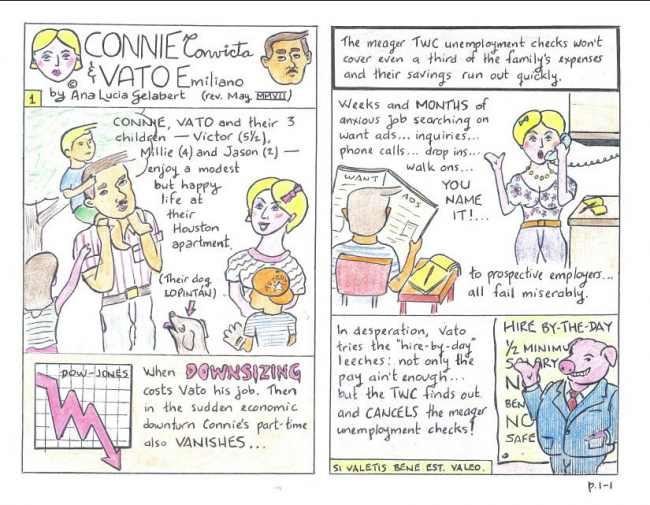 CONNIE Convicta
& VATO Emiliano
© by Ana Lucia Gelabert (rev. May MMVII)
1
CONNIE, VATO and their 3
children — Victor (5½),
Millie (4) and Jason (2) —
enjoy a modest
but happy
life at
their
Houston
apartment.
(Their dog
LOPINTÁN)
ASTROS
DOW-JONES
When DOWNSIZING
costs Vato his job. Then
in the sudden economic
downturn Connie's part-time
also VANISHES...
The meager TWC unemployment checks won't
cover even a third of the family's expenses
and their savings run out quickly.
Weeks and MONTHS of
anxious job searching on
want ads... inquiries...
phone calls... drop ins...
walk ons...
YOU
NAME
IT!...
WANT ADS
to prospective employers...
all fail miserably.
In desperation, Vato
tries the "hire-by-day"
leeches: not only the
pay ain't enough...
but the TWC finds out
and CANCELS the meager
unemployment checks!
HIRE BY-THE-DAY
½ MINIMU
SALARY
NO
BEN
NO
SAFE
SI VALETIS BENE EST. VALEO.
p. 1-1